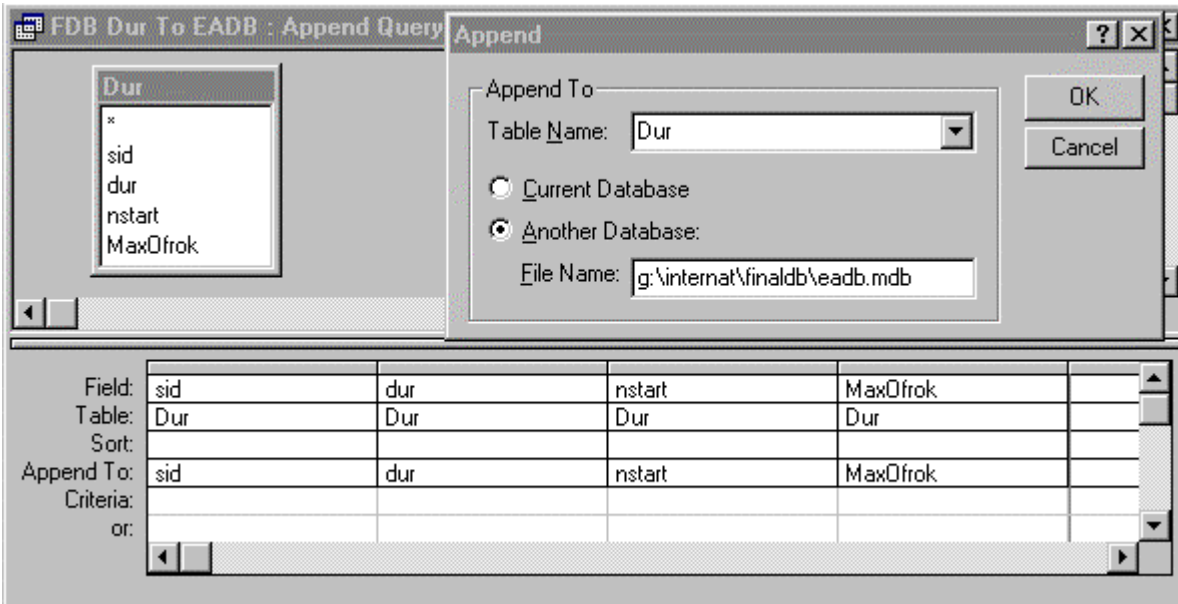 FDB Dur To EADB : Append Query
Append
Dur
*
sid
dur
nstart
MaxOfrok
Append To
Table Name: Dur
Current Database
Another Database:
File Name: g:\internat\finaldb\eadb.mdb
OK
Cancel
Field: sid dur nstart MaxOfrok
Table: Dur Dur Dur Dur
Sort:
Append To: sid dur nstart MaxOfrok
Criteria:
or: